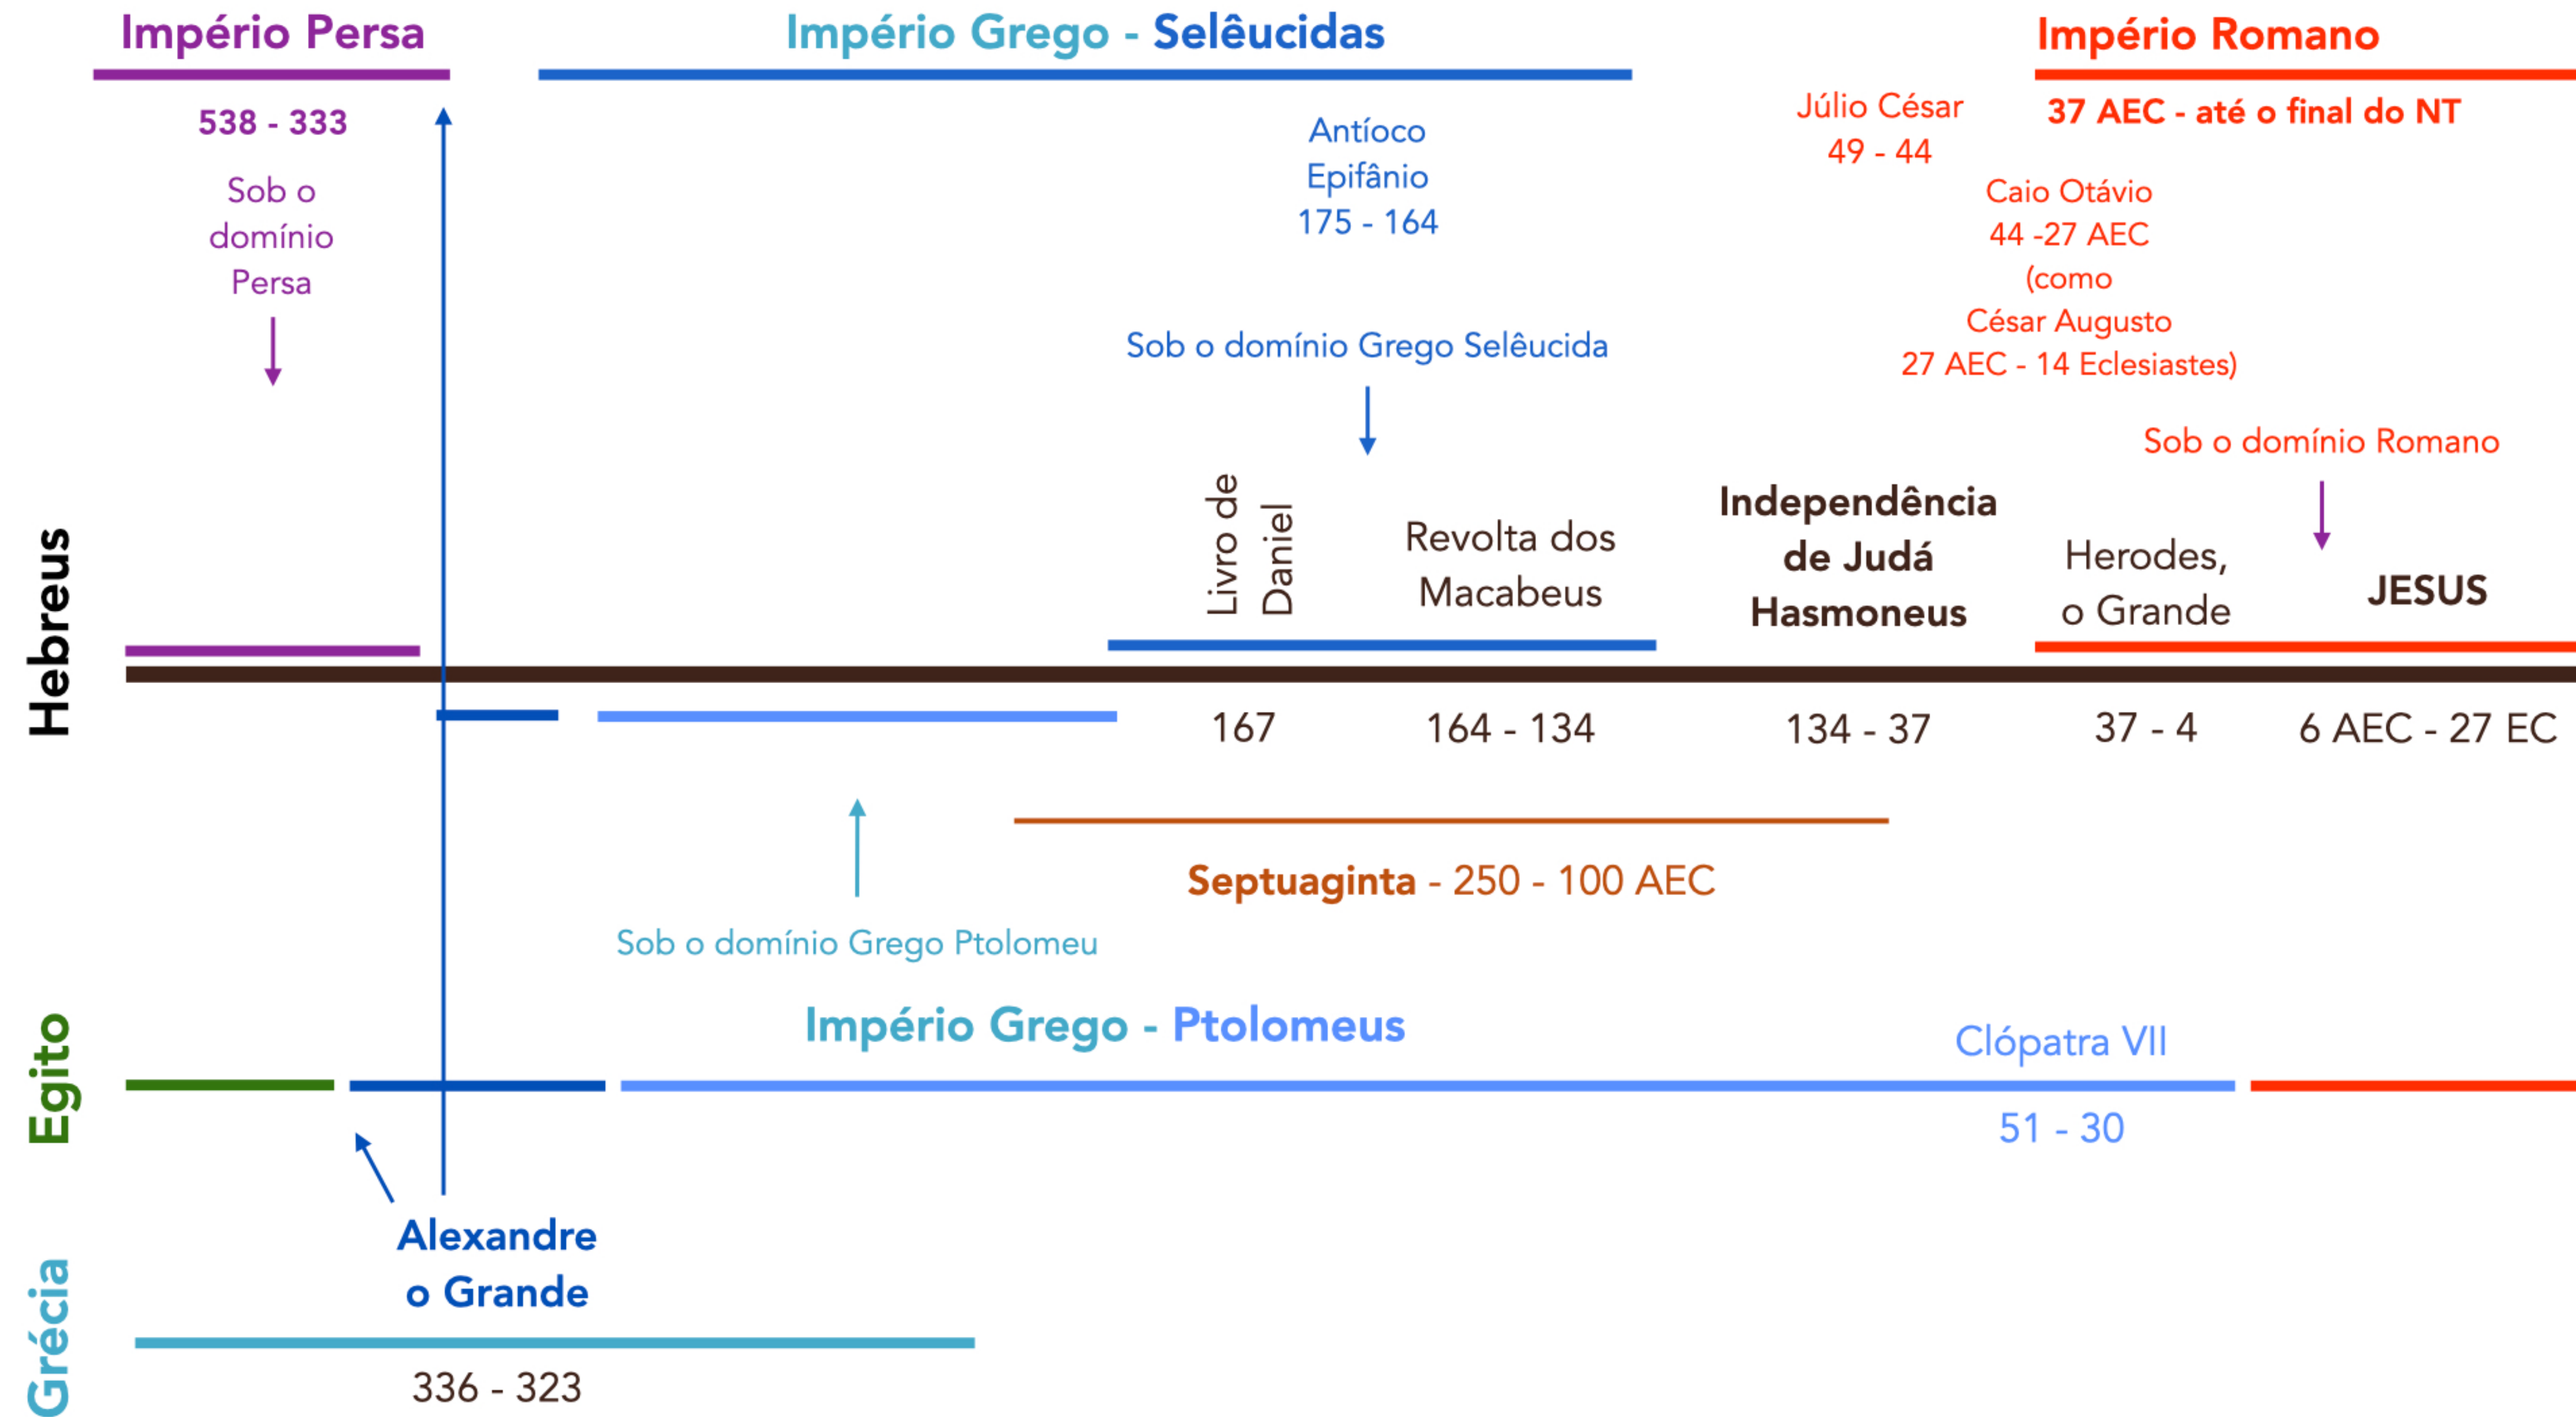 Império Persa
Império Grego - Selêucidas
Império Romano
538 - 333
Sob o
domínio
Persa
Antíoco
Epifânio
175 - 164
Júlio César
49 - 44
37 AEC - até o final do NT
Caio Otávio
44 -27 AEC
(como
César Augusto
27 AEC - 14 Eclesiastes)
Sob o domínio Grego Selêucida
Sob o domínio Romano
Hebreus
Livro de
Daniel
Revolta dos
Macabeus
Independência
de Judá
Hasmoneus
Herodes,
o Grande
JESUS
167
164 - 134
134 - 37
37 - 4
6 AEC - 27 EC
Septuaginta - 250 - 100 AEC
Sob o domínio Grego Ptolomeu
Egito
Império Grego - Ptolomeus
Clópatra VII
51 - 30
Grécia
Alexandre
o Grande
336 - 323